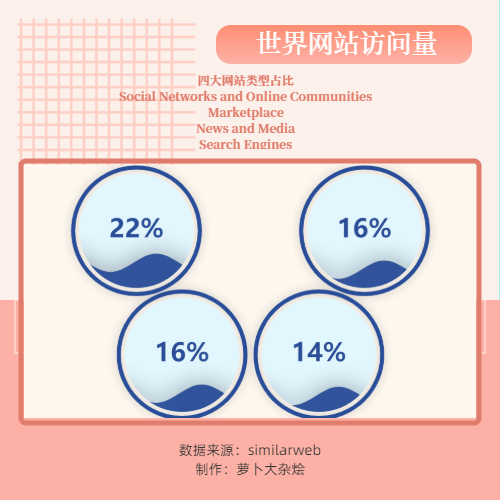 世界网站访问量
四大网站类型占比
Social Networks and Online Communities
Marketplace
News and Media
Search Engines
22%
16%
16%
14%
数据来源：similarweb
制作：萝卜大杂烩